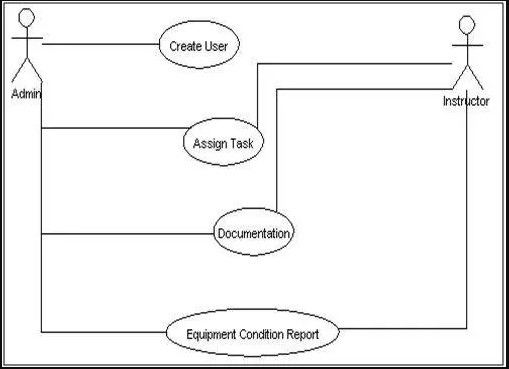 Create User
Admin
Instructor
Assign Task
Documentation
Equipment Condition Report